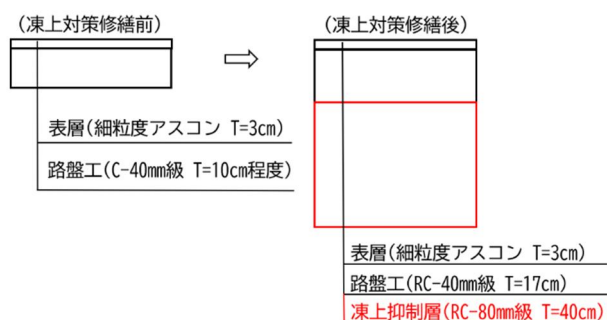 (凍上対策修繕前)
(凍上対策修繕後)
表層(細粒度アスコン T=3cm)
路盤工(C-40mm級 T=10cm程度)
表層(細粒度アスコン T=3cm)
路盤工(RC-40mm級 T=17cm)
凍上抑制層(RC-80mm級 T=40cm)